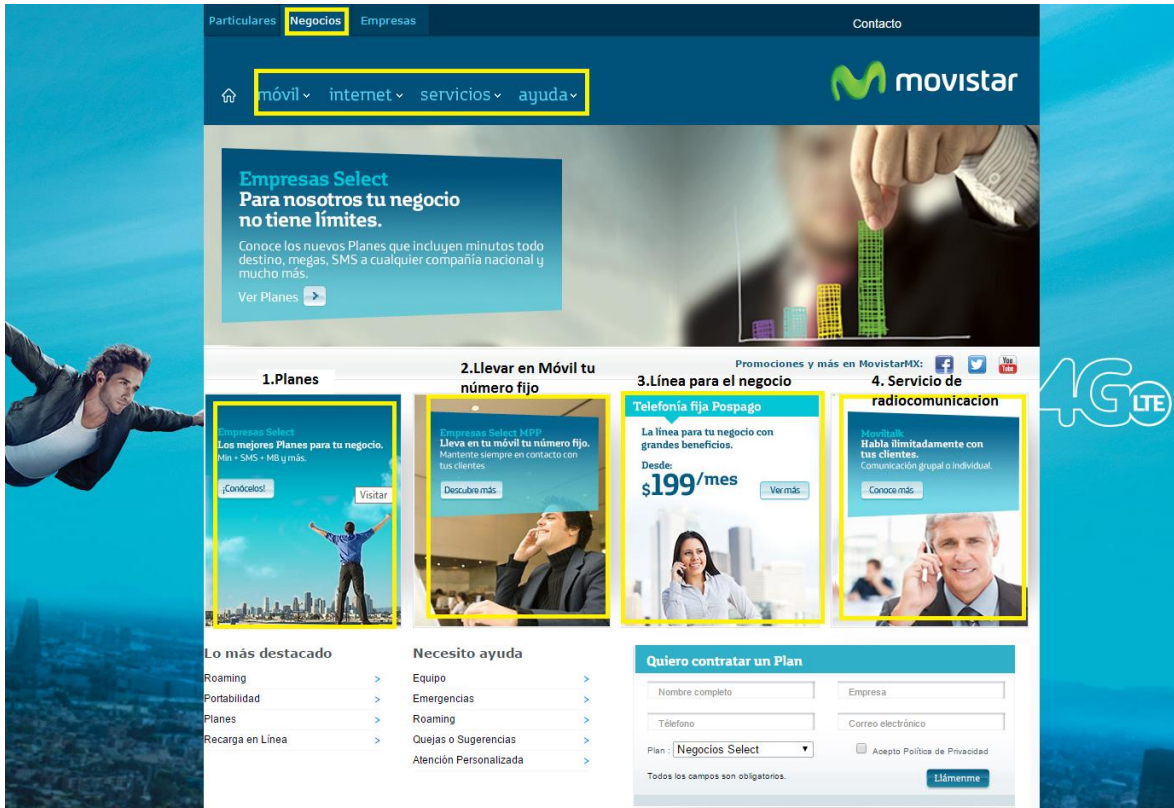 Particulares Negocios Empresas
Contacto
móvil internet servicios ayuda
movistar
Empresas Select
Para nosotros tu negocio
no tiene límites.
Conoce los nuevos Planes que incluyen minutos todo
destino, megas, SMS a cualquier compañía nacional y
mucho más.
Ver Planes
Promociones y más en MovistarMX:
You
Tube
4G LTE
1.Planes
2.Llevar en Móvil tu
número fijo
3.Línea para el negocio
4. Servicio de
radiocomunicacion
Empresas Select
Los mejores Planes para tu negocio.
Min + SMS + MB y más.
¡Conócelos!
Visitar
Empresas Select MPP
Lleva en tu móvil tu número fijo.
Mantente siempre en contacto con
tus clientes
Descubre más
Telefonía fija Pospago
La línea para tu negocio con
grandes beneficios.
Desde:
$199/mes
Ver más
Moviltalk
Habla ilimitadamente con
tus clientes.
Comunicación grupal o individual.
Conoce más
Lo más destacado
Roaming >
Portabilidad >
Planes >
Recarga en Línea >
Necesito ayuda
Equipo >
Emergencias >
Roaming >
Quejas o Sugerencias >
Atención Personalizada >
Quiero contratar un Plan
Nombre completo
Empresa
Télefono
Correo electrónico
Plan : Negocios Select
Acepto Política de Privacidad
Todos los campos son obligatorios.
Llámenme